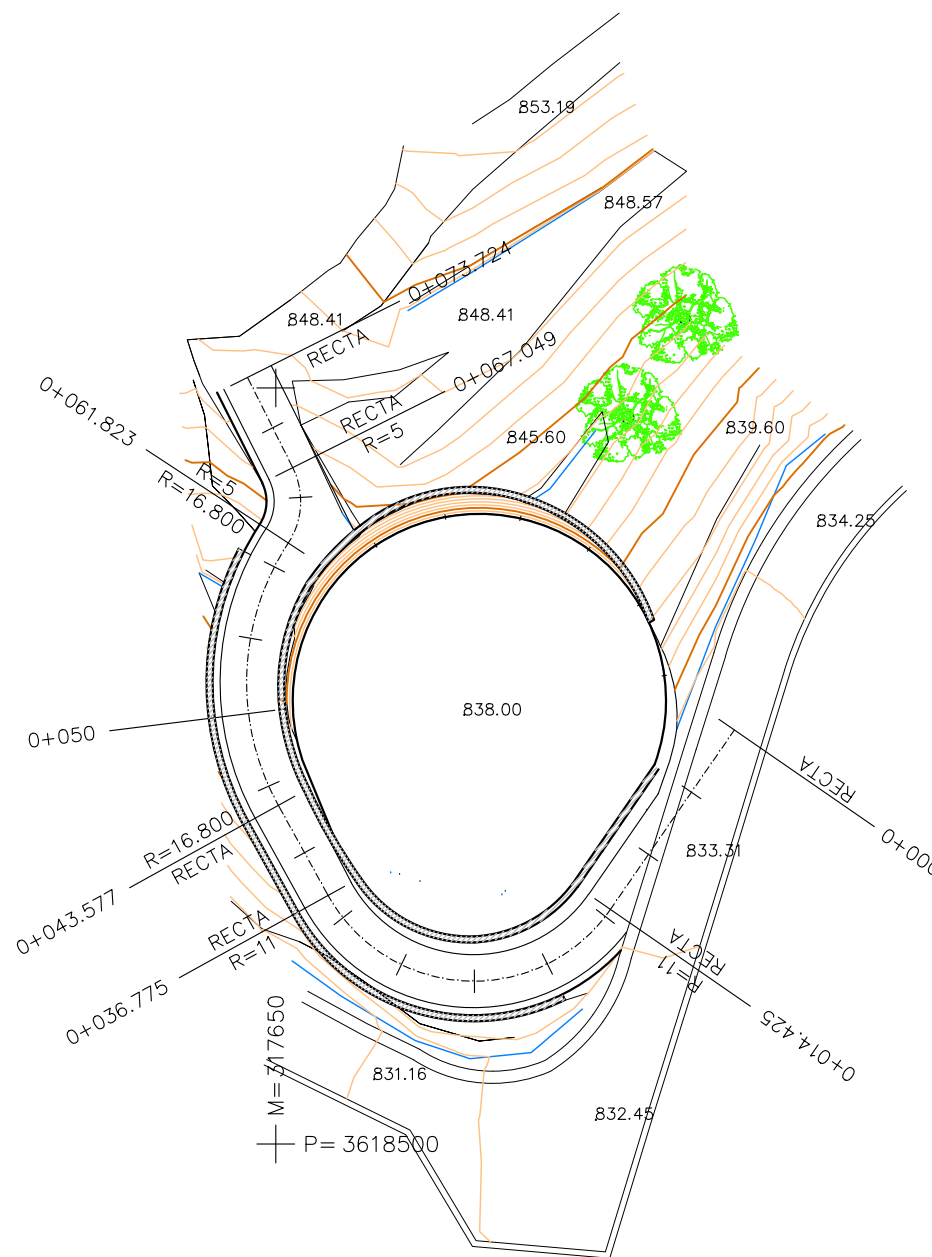 853.19
848.57
0+073.724
848.41
848.41
RECTA
0+067.049
0+061.823
RECTA
R=5
845.60
839.60
R=5
R=16.800
834.25
838.00
0+050
RECTA
R=16.800
RECTA
833.31
0+043.577
RECTA
R=11
RECTA
R=11
0+036.775
0+014.425
M= 317650
831.16
832.45
P= 3618500